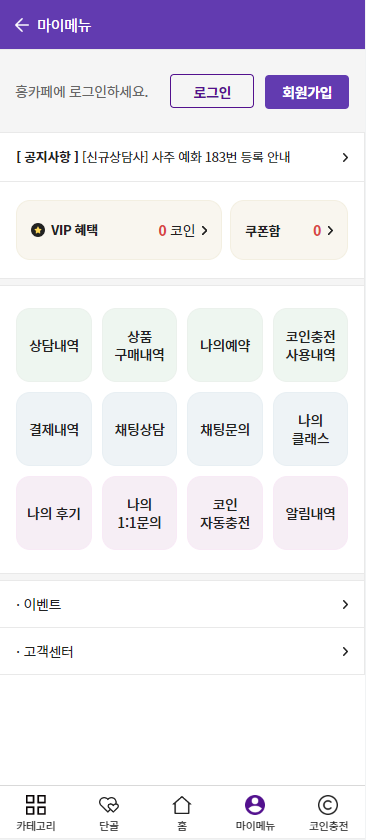 마이메뉴
홍카페에 로그인하세요.
로그인
회원가입
[ 공지사항 ] [신규상담사] 사주 예화 183번 등록 안내
VIP 혜택
0 코인
쿠폰함
0
상담내역
상품
구매내역
나의예약
코인충전
사용내역
결제내역
채팅상담
채팅문의
나의
클래스
나의 후기
나의
1:1문의
코인
자동충전
알림내역
· 이벤트
· 고객센터
카테고리
단골
홈
마이메뉴
코인충전